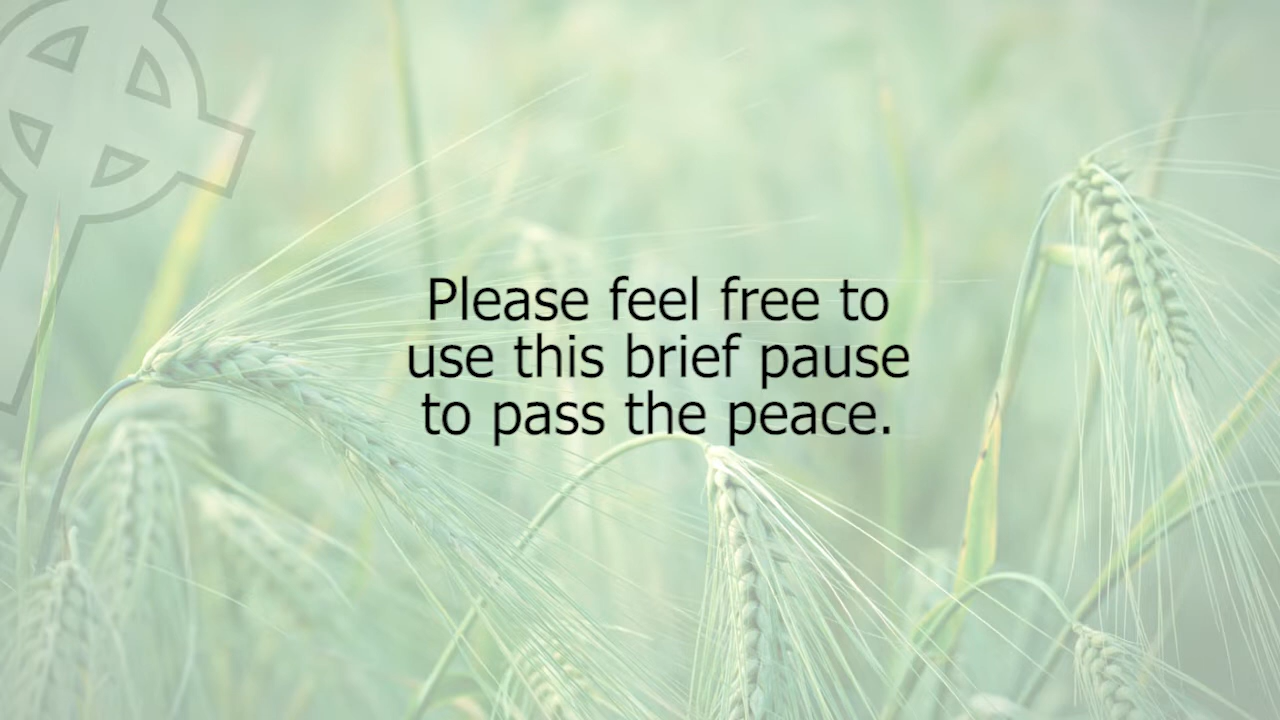 Please feel free to
use this brief pause
to pass the peace.